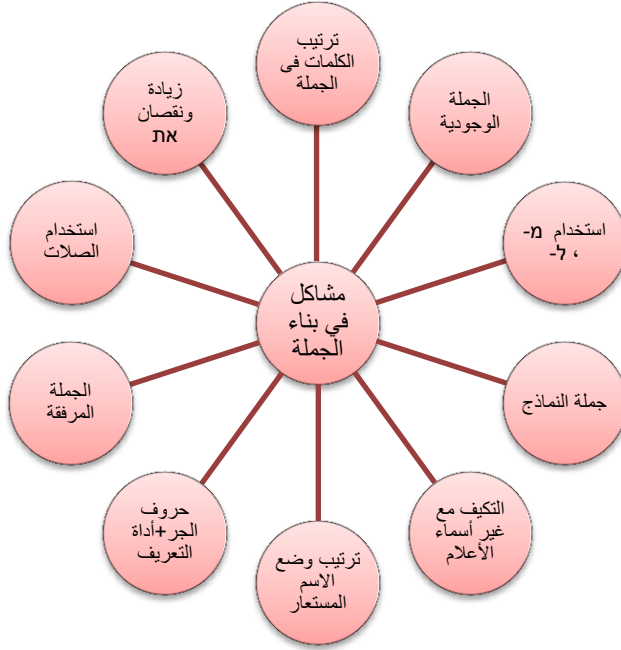 ترتيب
الكلمات فى
الجملة
الجملة
الوجودية
استخدام מ-
، ל-
جملة النماذج
التكيف مع
غير أسماء
الأعلام
ترتيب وضع
الاسم
المستعار
حروف
الجر+أداة
التعريف
الجملة
المرفقة
استخدام
الصلات
زيادة
ونقصان
את
مشاكل
في بناء
الجملة